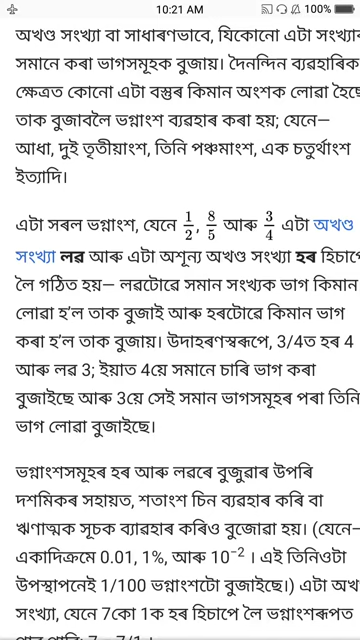 10:21 AM 100%
অখণ্ড সংখ্যা বা সাধাৰণভাবে, যিকোনো এটা সংখ্যাক
সমানে কৰা ভাগসমূহক বুজায়। দৈনন্দিন ব্যৱহাৰিক
ক্ষেত্ৰত কোনো এটা বস্তুৰ কিমান অংশক লোৱা হৈছে
তাক বুজাবলৈ ভগ্নাংশ ব্যৱহাৰ কৰা হয়; যেনে—
আধা, দুই তৃতীয়াংশ, তিনি পঞ্চমাংশ, এক চতুৰ্থাংশ
ইত্যাদি।
এটা সৰল ভগ্নাংশ, যেনে 1/2, 8/5 আৰু 3/4 এটা অখণ্ড
সংখ্যা লৱ আৰু এটা অশূন্য অখণ্ড সংখ্যা হৰ হিচাপে
লৈ গঠিত হয়— লৱটোৱে সমান সংখ্যক ভাগ কিমান
লোৱা হ’ল তাক বুজাই আৰু হৰটোৱে কিমান ভাগ
কৰা হ’ল তাক বুজায়। উদাহৰণস্বৰূপে, 3/4ত হৰ 4
আৰু লৱ 3; ইয়াত 4য়ে সমানে চাৰি ভাগ কৰা
বুজাইছে আৰু 3য়ে সেই সমান ভাগসমূহৰ পৰা তিনি
ভাগ লোৱা বুজাইছে।
ভগ্নাংশসমূহৰ হৰ আৰু লৱৰে বুজুৱাৰ উপৰি
দশমিকৰ সহায়ত, শতাংশ চিন ব্যৱহাৰ কৰি বা
ঋণাত্মক সূচক ব্যাৱহাৰ কৰিও বুজোৱা হয়। (যেনে—
একাদিক্ৰমে 0.01, 1%, আৰু 10⁻² । এই তিনিওটা
উপস্থাপনেই 1/100 ভগ্নাংশটো বুজাইছে।) এটা অখণ্ড
সংখ্যা, যেনে 7কো 1ক হৰ হিচাপে লৈ ভগ্নাংশৰূপত